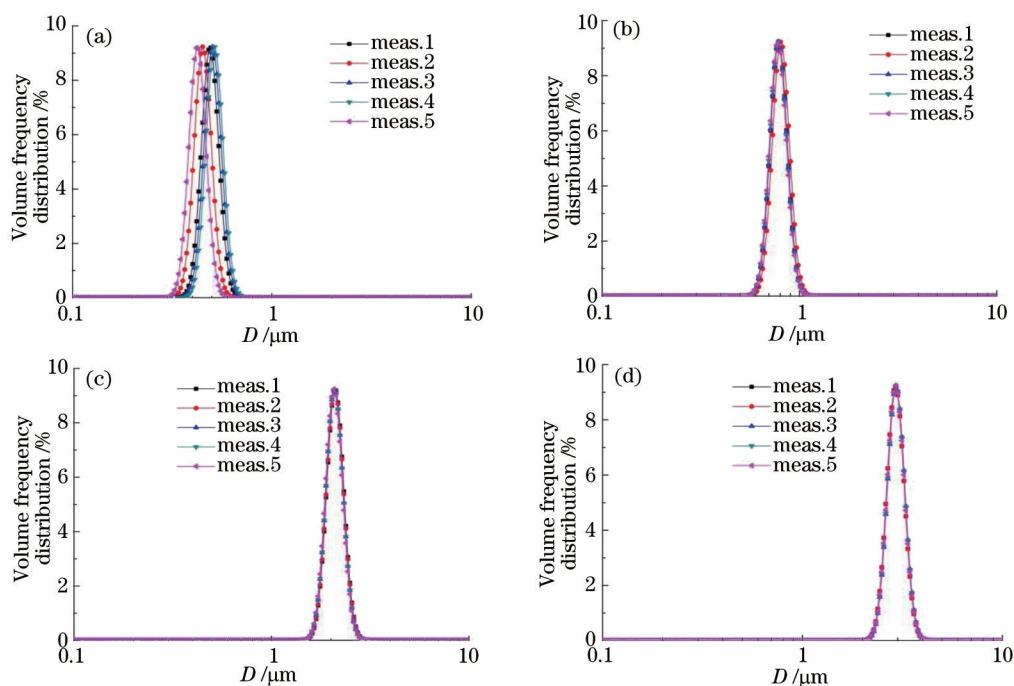 (a)
meas.1
meas.2
meas.3
meas.4
meas.5
Volume frequency
distribution /%
10
8
6
4
2
0
0.1
1
10
D /μm
(b)
meas.1
meas.2
meas.3
meas.4
meas.5
Volume frequency
distribution /%
10
8
6
4
2
0
0.1
1
10
D /μm
(c)
meas.1
meas.2
meas.3
meas.4
meas.5
Volume frequency
distribution /%
10
8
6
4
2
0
0.1
1
10
D /μm
(d)
meas.1
meas.2
meas.3
meas.4
meas.5
Volume frequency
distribution /%
10
8
6
4
2
0
0.1
1
10
D /μm